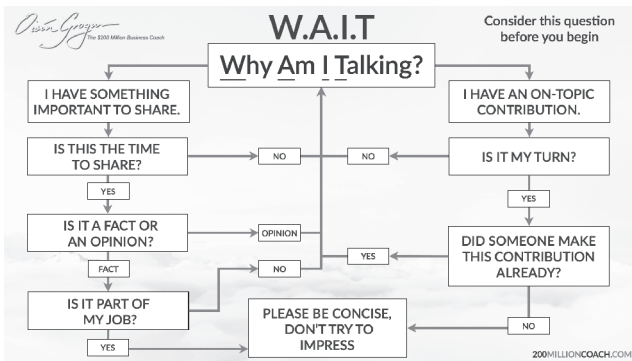 The $200 Million Business Coach
W.A.I.T
Consider this question
before you begin
Why Am I Talking?
I HAVE SOMETHING
IMPORTANT TO SHARE.
I HAVE AN ON-TOPIC
CONTRIBUTION.
IS THIS THE TIME
TO SHARE?
NO
NO
IS IT MY TURN?
YES
YES
IS IT A FACT OR
AN OPINION?
OPINION
FACT
NO
YES
DID SOMEONE MAKE
THIS CONTRIBUTION
ALREADY?
IS IT PART OF
MY JOB?
YES
PLEASE BE CONCISE,
DON'T TRY TO
IMPRESS
NO
200MILLIONCOACH.COM